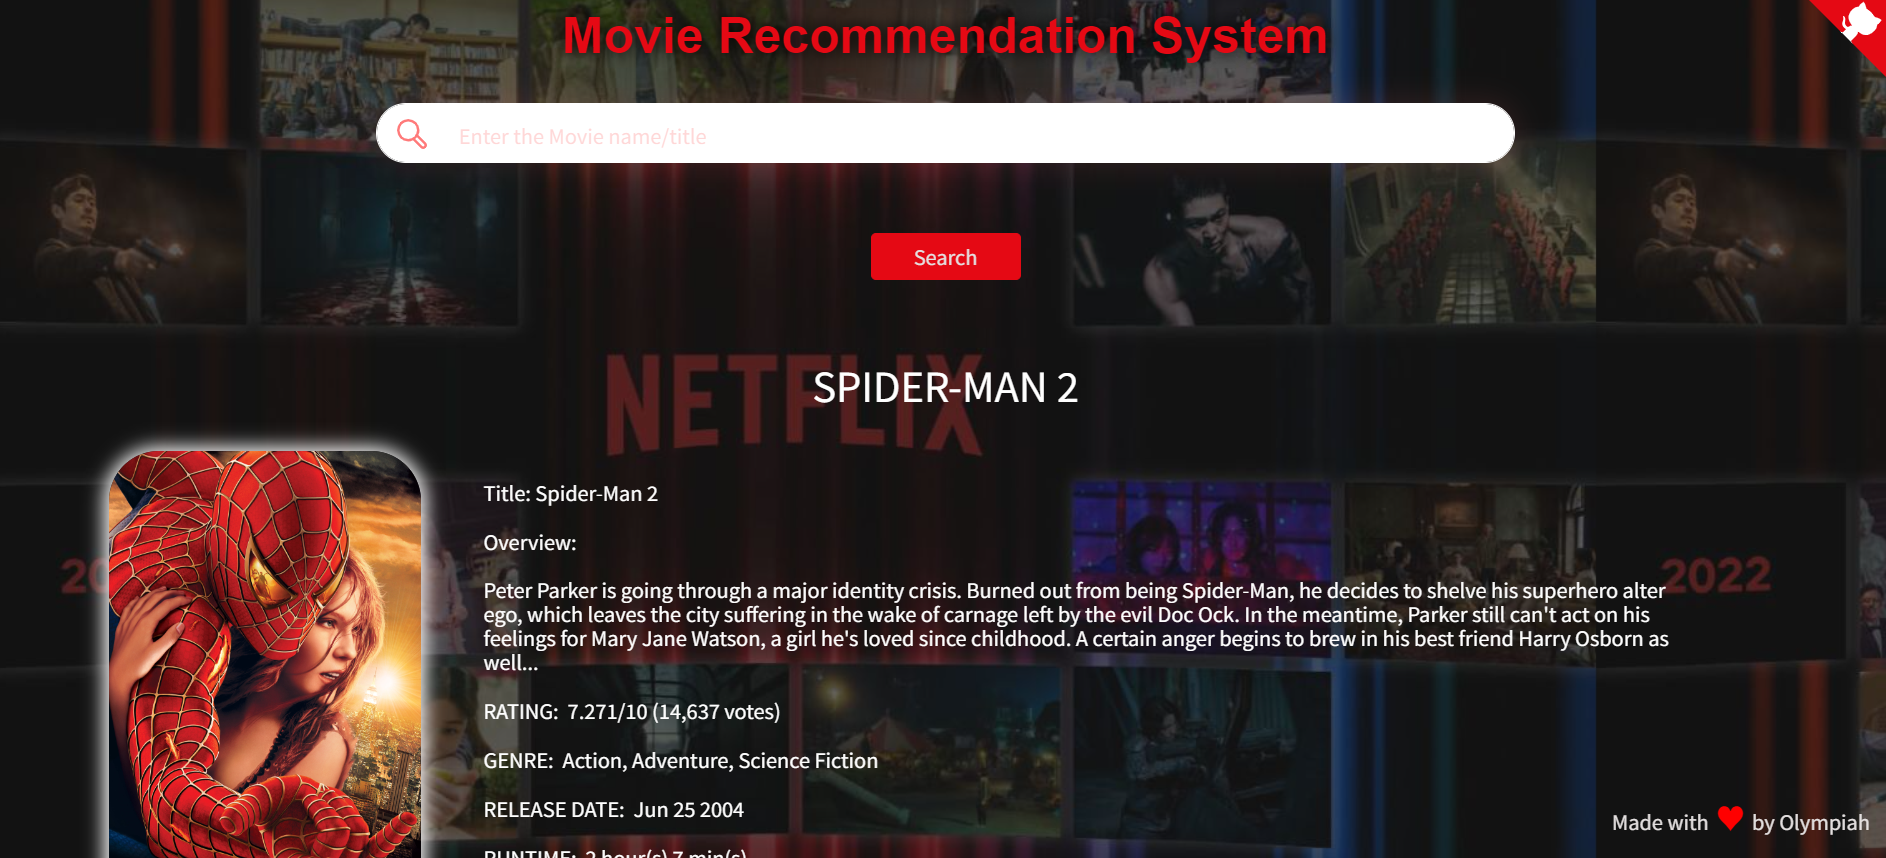 Movie Recommendation System
Enter the Movie name/title
Search
NETFLIX
SPIDER-MAN 2
Title: Spider-Man 2
Overview:
Peter Parker is going through a major identity crisis. Burned out from being Spider-Man, he decides to shelve his superhero alter
ego, which leaves the city suffering in the wake of carnage left by the evil Doc Ock. In the meantime, Parker still can't act on his
feelings for Mary Jane Watson, a girl he's loved since childhood. A certain anger begins to brew in his best friend Harry Osborn as
well...
2022
RATING: 7.271/10 (14,637 votes)
GENRE: Action, Adventure, Science Fiction
RELEASE DATE: Jun 25 2004
RUNTIME: 2 hour(s) 7 min(s)
Made with ♥ by Olympiah